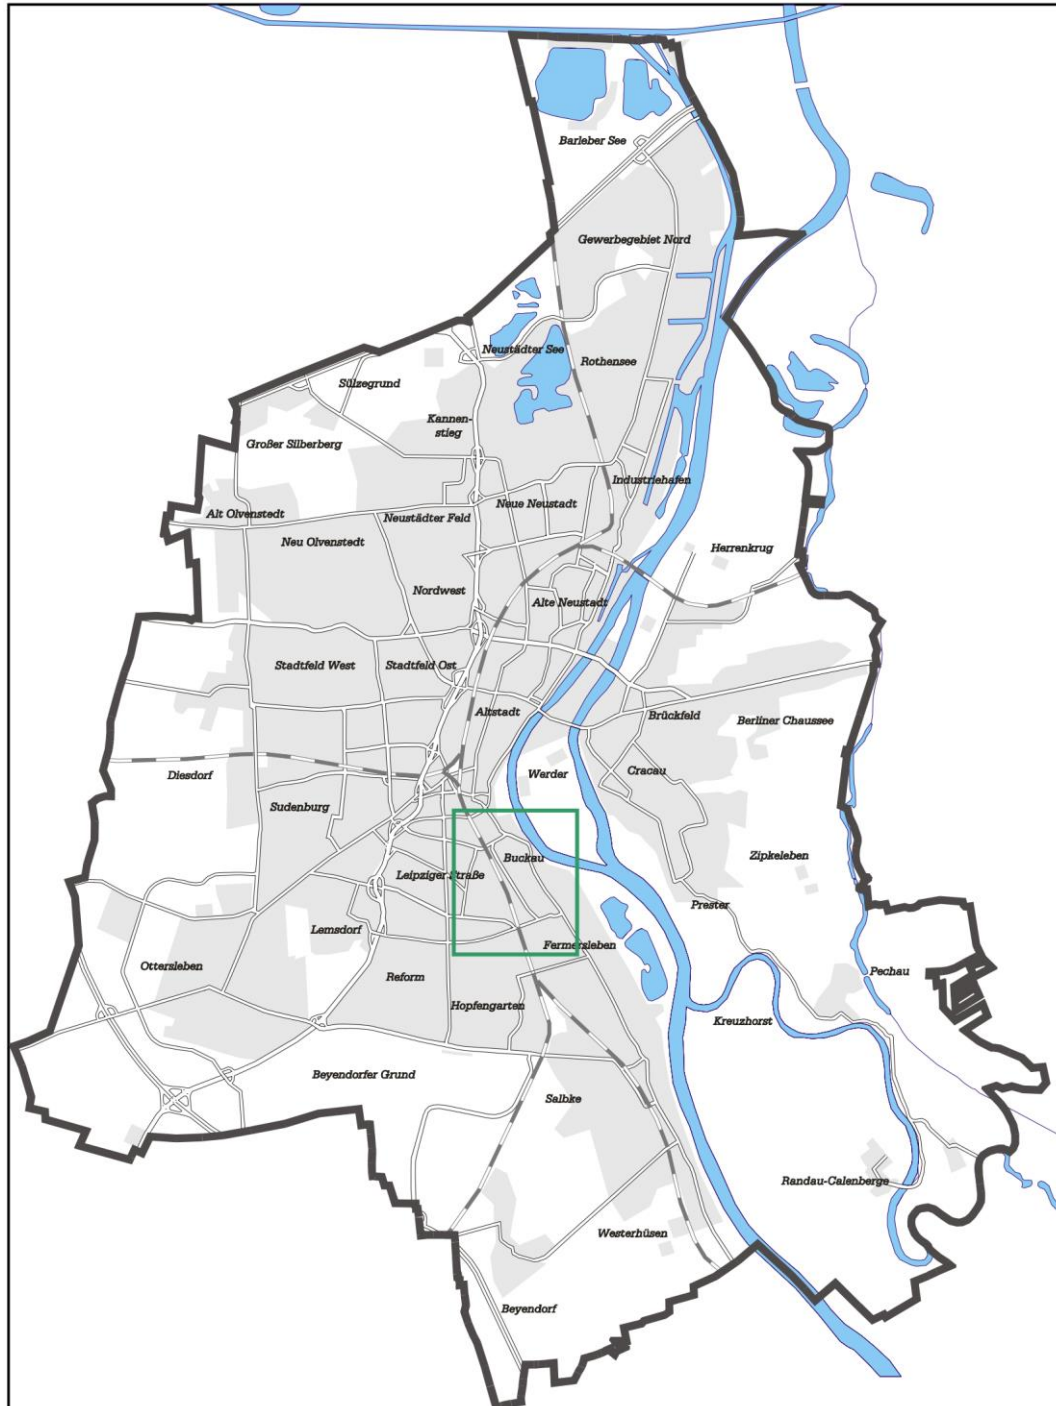 Barleber See
Gewerbegebiet Nord
Neustädter See
Rothensee
Sülzegrund
Kannen-
stieg
Großer Silberberg
Industriehafen
Neue Neustadt
Alt Olvenstedt
Neustädter Feld
Neu Olvenstedt
Herrenkrug
Nordwest
Alte Neustadt
Stadtfeld West
Stadtfeld Ost
Altstadt
Brückfeld
Berliner Chaussee
Diesdorf
Werder
Cracau
Sudenburg
Buckau
Zipkeleben
Leipziger Straße
Prester
Lemsdorf
Fermersleben
Ottersleben
Reform
Pechau
Hopfengarten
Kreuzhorst
Beyendorfer Grund
Salbke
Randau-Calenberge
Westerhüsen
Beyendorf